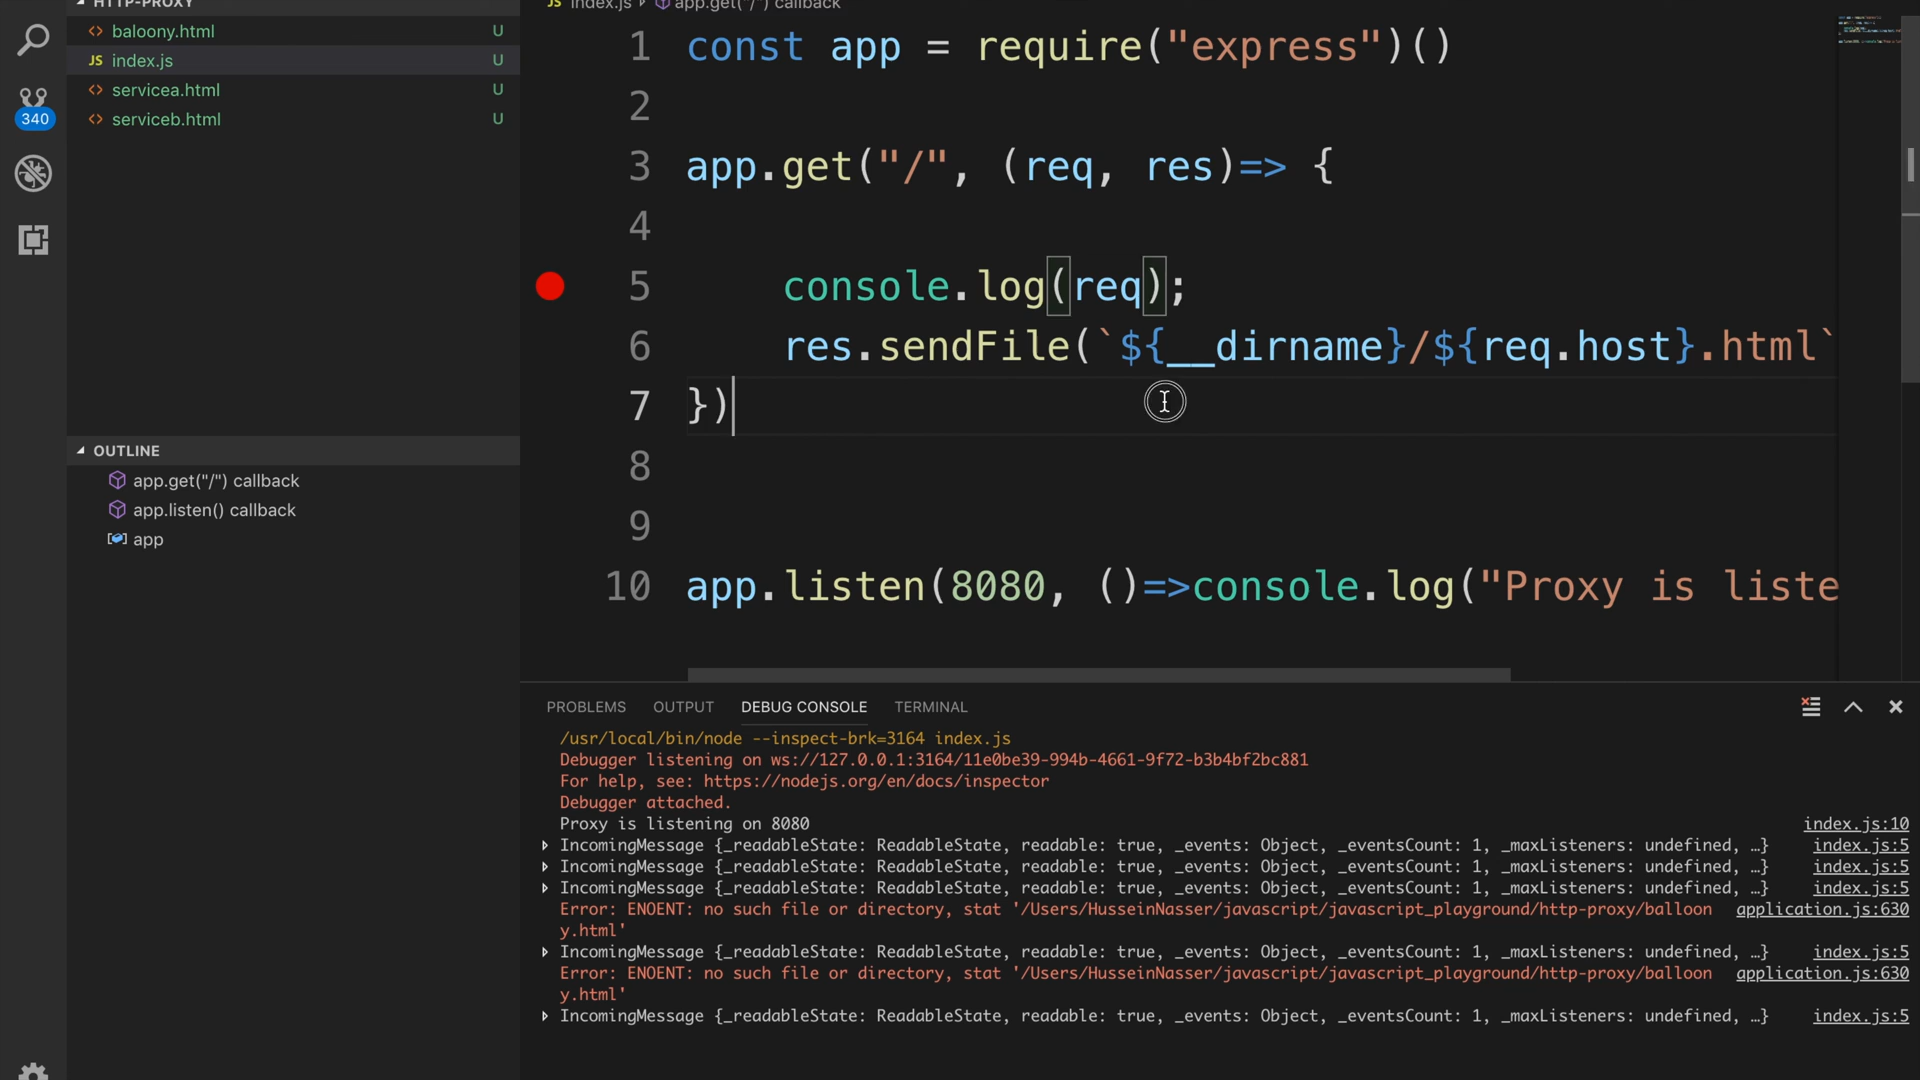 HTTP-PROXY
baloony.html U
JS index.js U
servicea.html U
serviceb.html U
340
OUTLINE
app.get("/") callback
app.listen() callback
app
JS index.js app.get("/") callback
1 const app = require("express")()
2
3 app.get("/", (req, res)=> {
4
5 console.log(req);
6 res.sendFile(`${__dirname}/${req.host}.html`
7 })
8
9
10 app.listen(8080, ()=>console.log("Proxy is liste
PROBLEMS OUTPUT DEBUG CONSOLE TERMINAL
/usr/local/bin/node --inspect-brk=3164 index.js
Debugger listening on ws://127.0.0.1:3164/11e0be39-994b-4661-9f72-b3b4bf2bc881
For help, see: https://nodejs.org/en/docs/inspector
Debugger attached.
Proxy is listening on 8080 index.js:10
IncomingMessage {_readableState: ReadableState, readable: true, _events: Object, _eventsCount: 1, _maxListeners: undefined, …} index.js:5
IncomingMessage {_readableState: ReadableState, readable: true, _events: Object, _eventsCount: 1, _maxListeners: undefined, …} index.js:5
IncomingMessage {_readableState: ReadableState, readable: true, _events: Object, _eventsCount: 1, _maxListeners: undefined, …} index.js:5
Error: ENOENT: no such file or directory, stat '/Users/HusseinNasser/javascript/javascript_playground/http-proxy/balloon application.js:630
y.html'
IncomingMessage {_readableState: ReadableState, readable: true, _events: Object, _eventsCount: 1, _maxListeners: undefined, …} index.js:5
Error: ENOENT: no such file or directory, stat '/Users/HusseinNasser/javascript/javascript_playground/http-proxy/balloon application.js:630
y.html'
IncomingMessage {_readableState: ReadableState, readable: true, _events: Object, _eventsCount: 1, _maxListeners: undefined, …} index.js:5